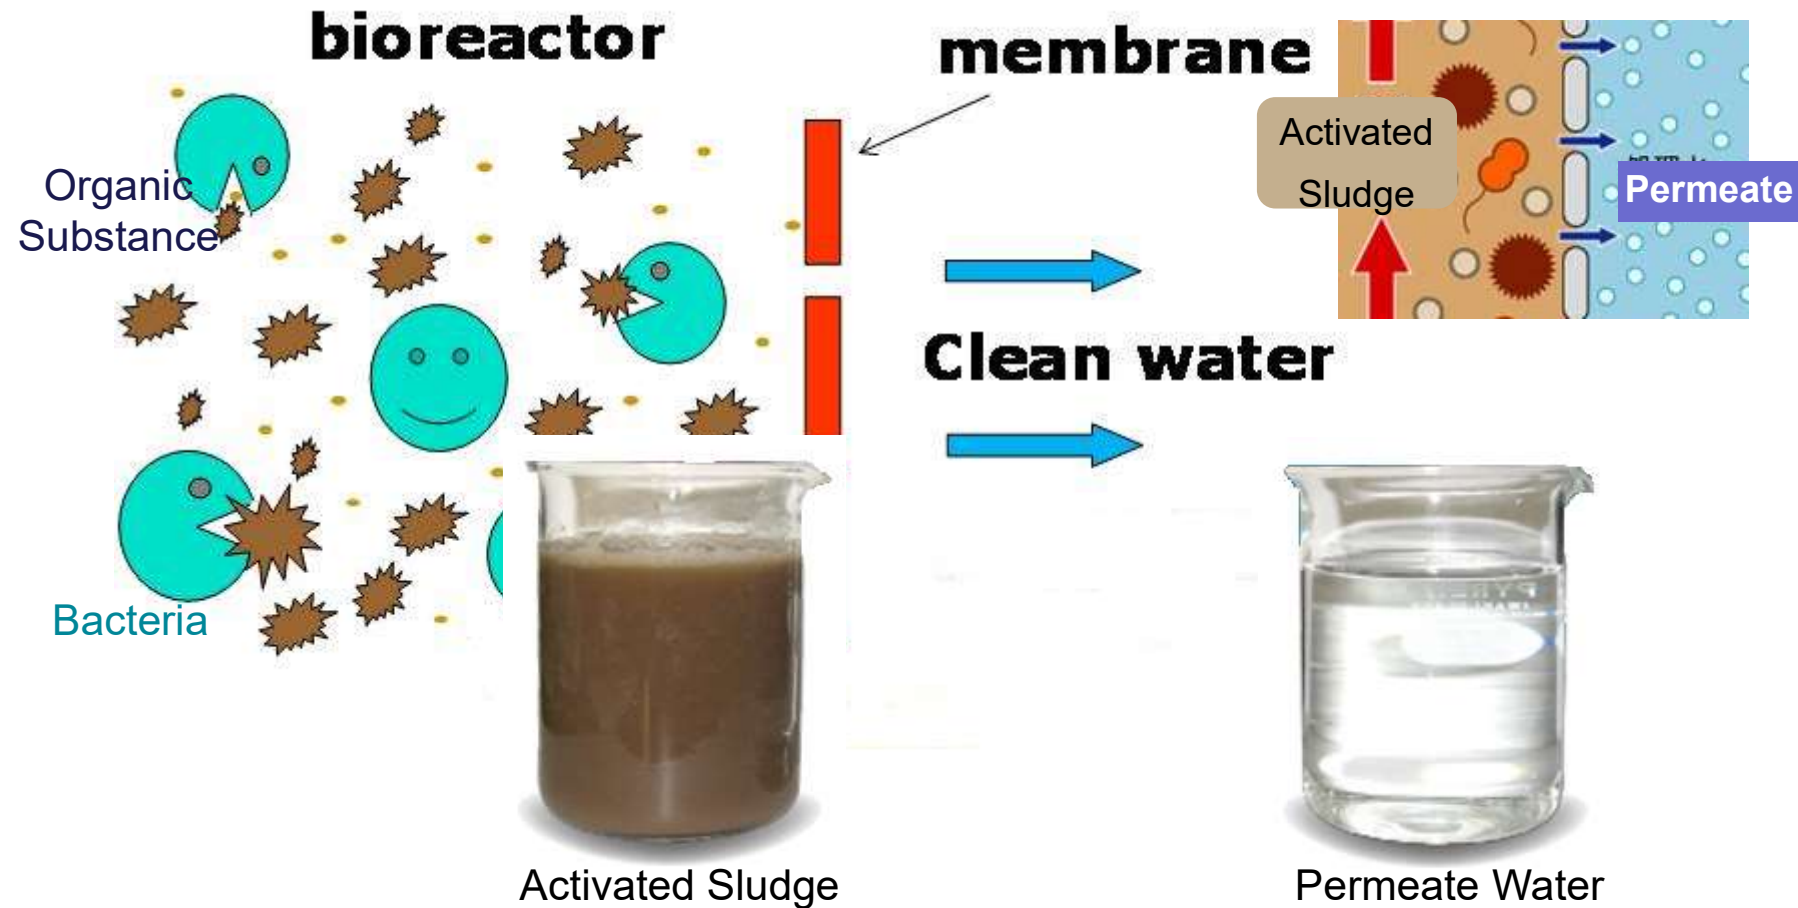 bioreactor
membrane
Activated
Sludge
Permeate
Organic
Substance
Clean water
Bacteria
Activated Sludge
Permeate Water